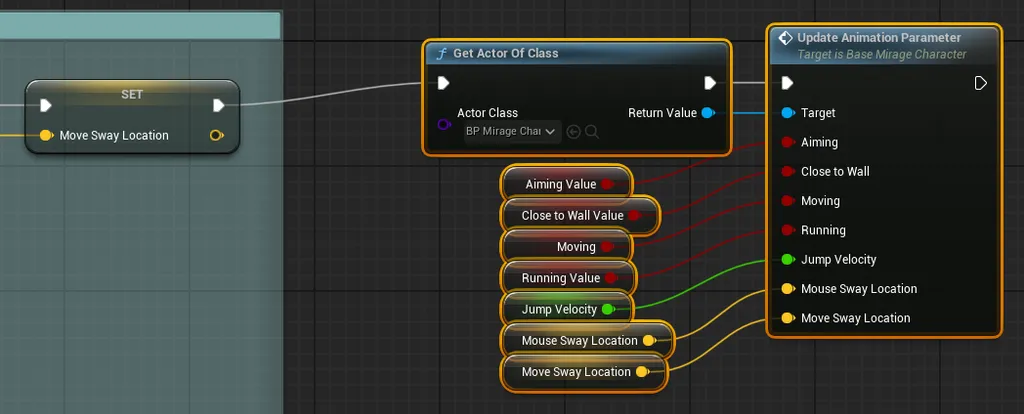 SET
Move Sway Location
Get Actor Of Class
Actor Class
BP Mirage Char
Return Value
Aiming Value
Close to Wall Value
Moving
Running Value
Jump Velocity
Mouse Sway Location
Move Sway Location
Update Animation Parameter
Target is Base Mirage Character
Target
Aiming
Close to Wall
Moving
Running
Jump Velocity
Mouse Sway Location
Move Sway Location